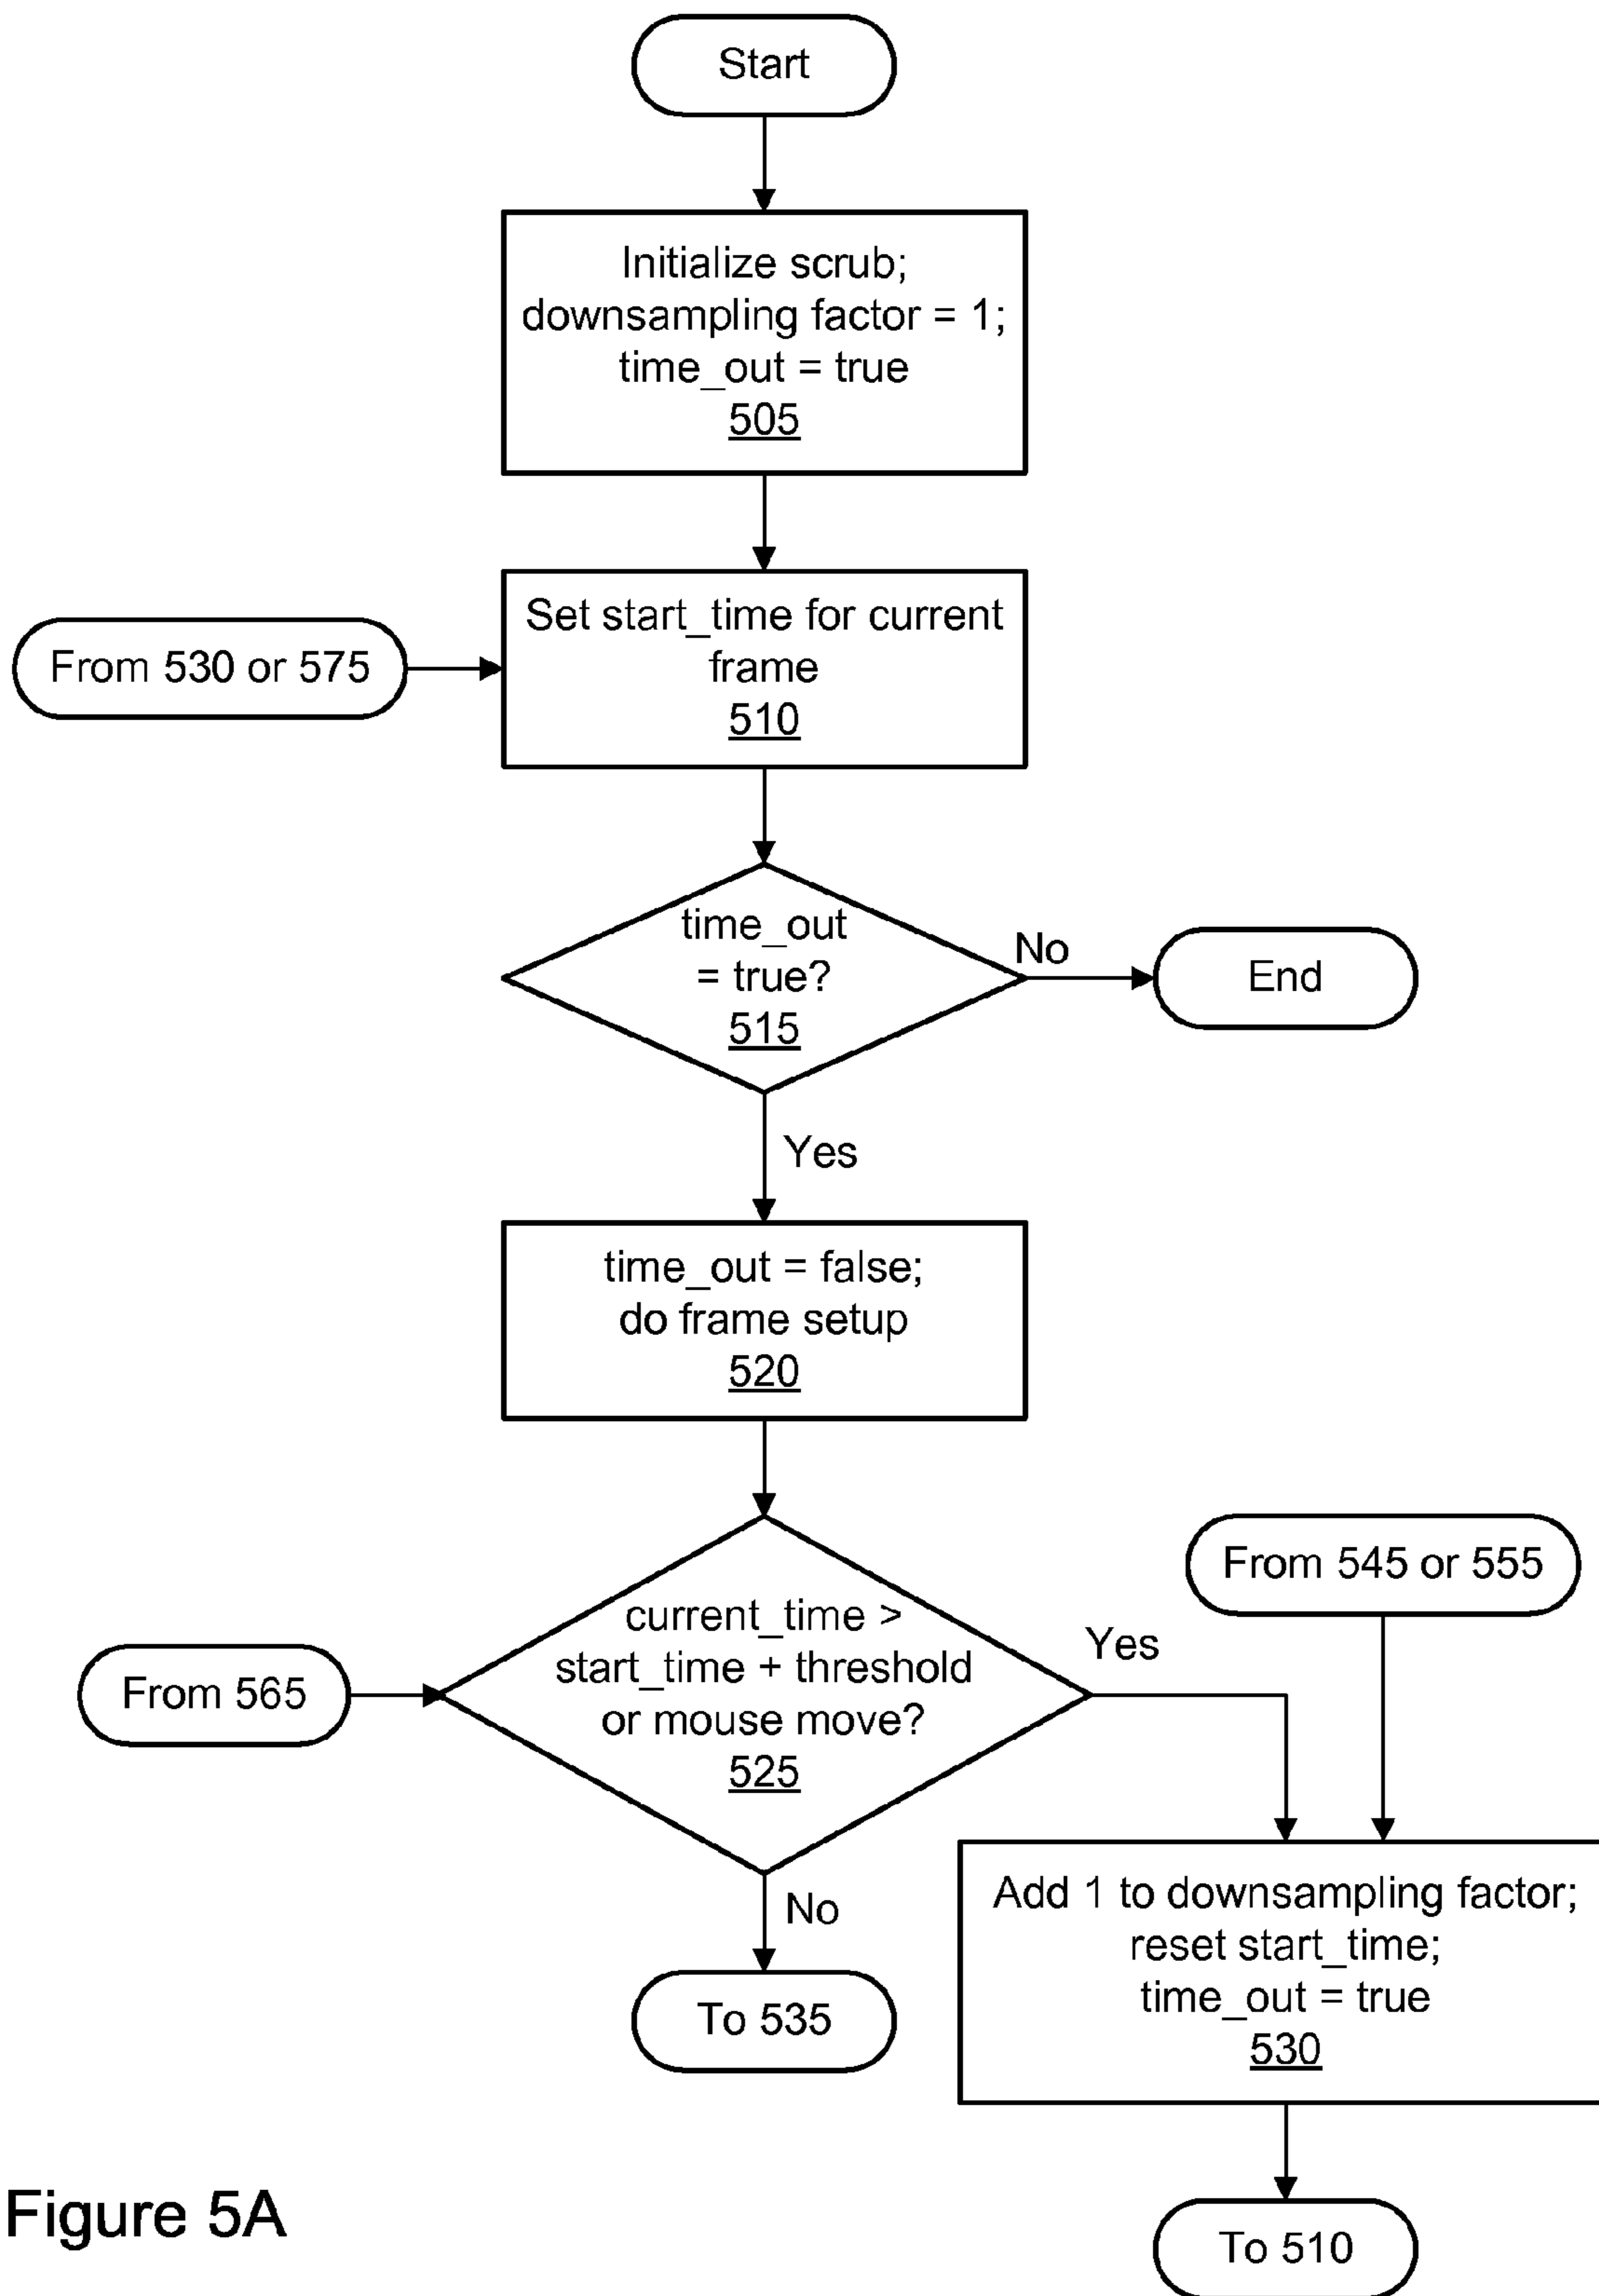 Start
Initialize scrub;
downsampling factor = 1;
time_out = true
505
From 530 or 575
Set start_time for current
frame
510
time_out
= true?
515
No
End
Yes
time_out = false;
do frame setup
520
From 545 or 555
From 565
current_time >
start_time + threshold
or mouse move?
525
Yes
No
To 535
Add 1 to downsampling factor;
reset start_time;
time_out = true
530
To 510
Figure 5A